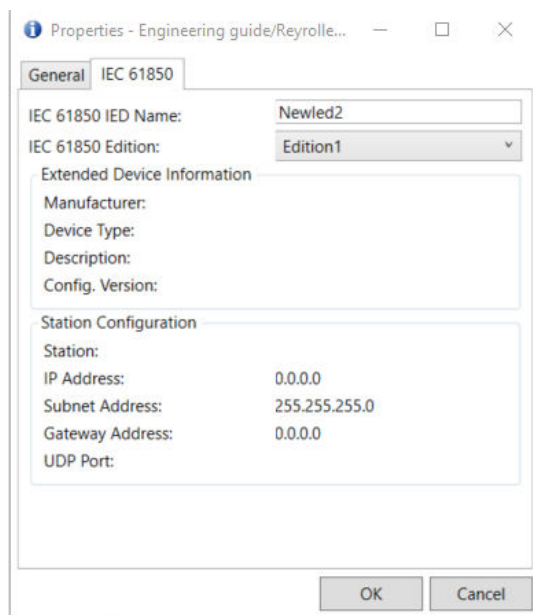 Properties - Engineering guide/Reyrolle...
General IEC 61850
IEC 61850 IED Name: Newled2
IEC 61850 Edition: Edition1
Extended Device Information
Manufacturer:
Device Type:
Description:
Config. Version:
Station Configuration
Station:
IP Address: 0.0.0.0
Subnet Address: 255.255.255.0
Gateway Address: 0.0.0.0
UDP Port:
OK Cancel